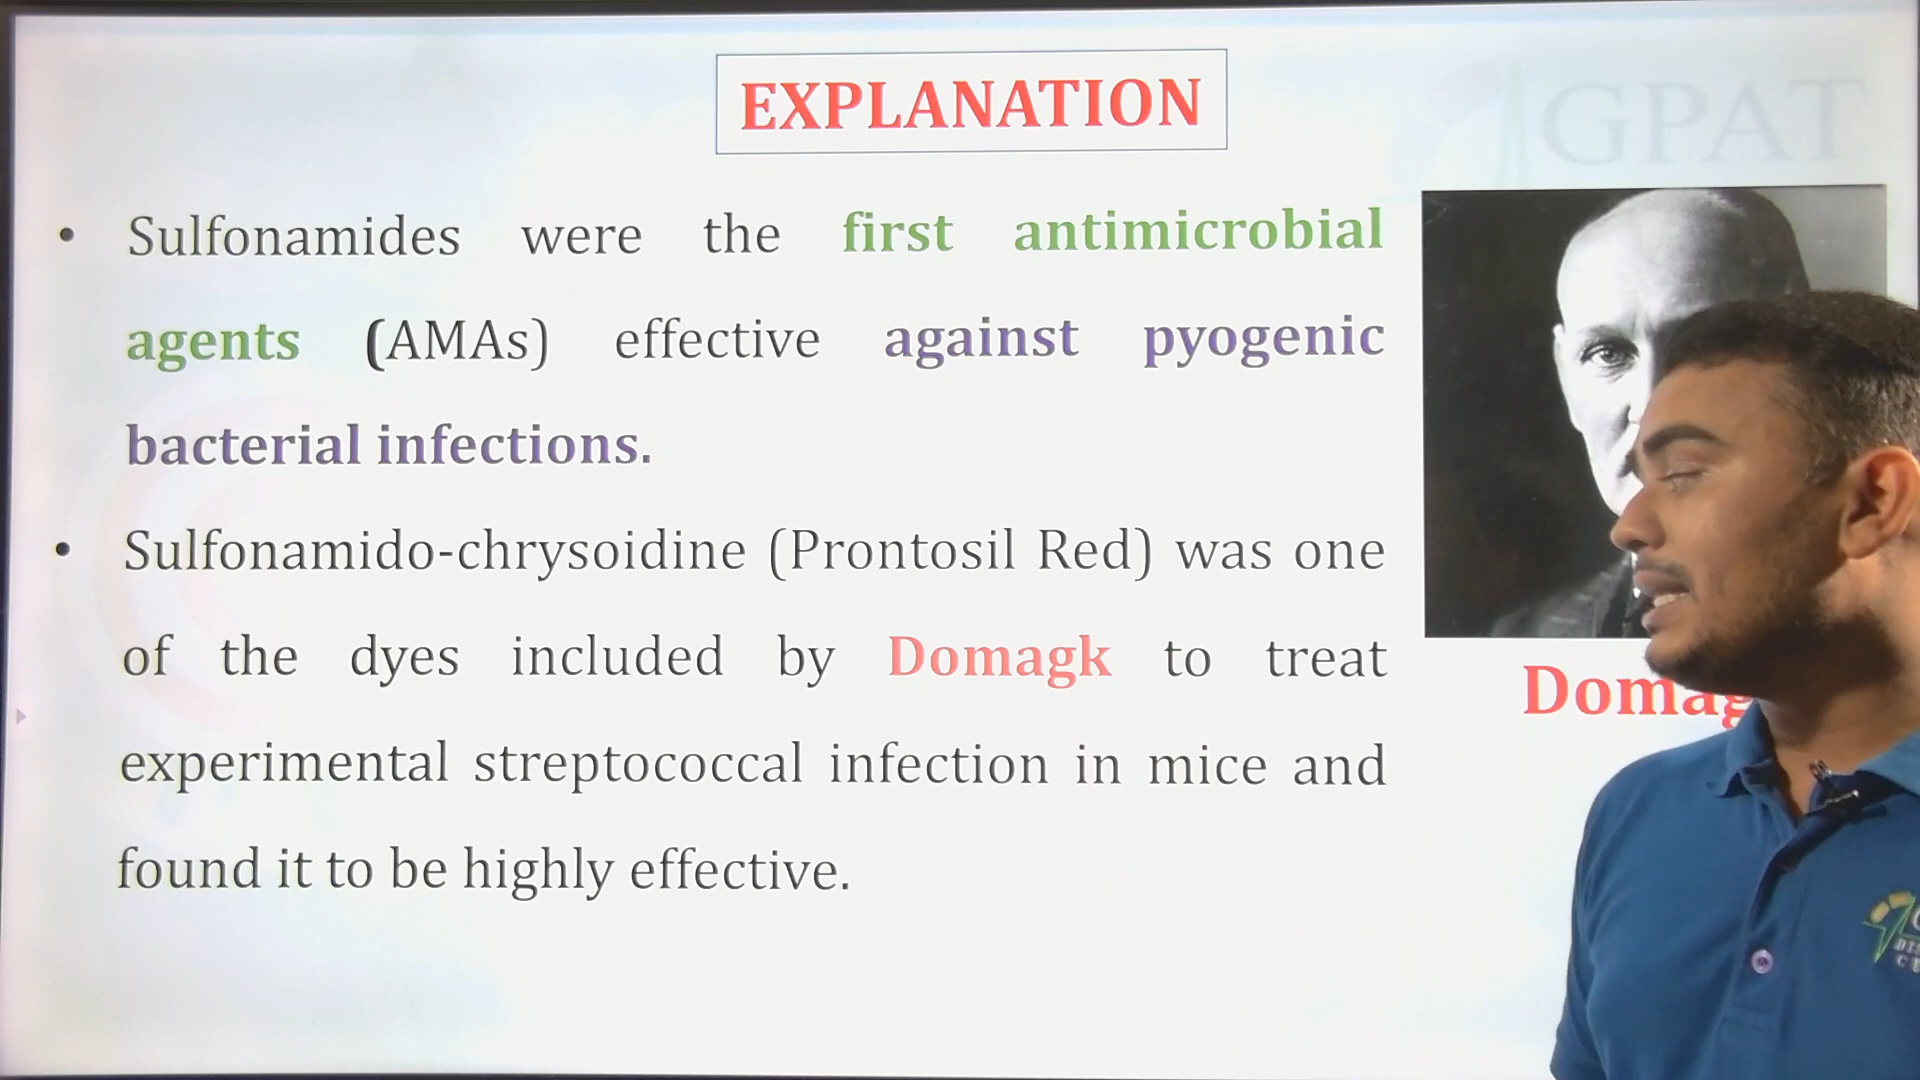 EXPLANATION
GPAT
• Sulfonamides were the first antimicrobial
agents (AMAs) effective against pyogenic
bacterial infections.
• Sulfonamido-chrysoidine (Prontosil Red) was one
of the dyes included by Domagk to treat
experimental streptococcal infection in mice and
found it to be highly effective.